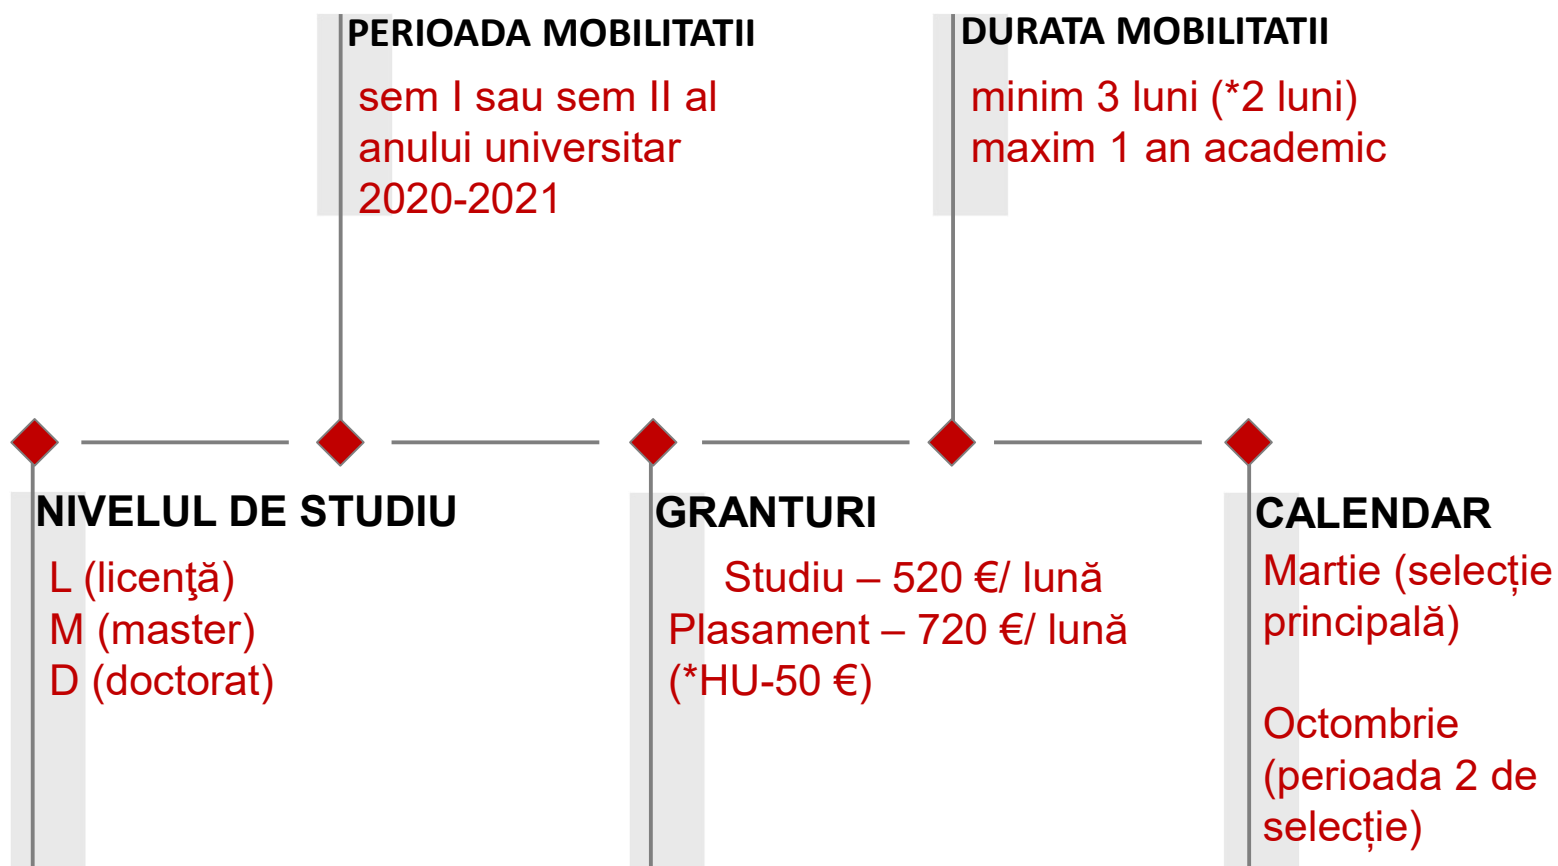 PERIOADA MOBILITATII
sem I sau sem II al
anului universitar
2020-2021
DURATA MOBILITATII
minim 3 luni (*2 luni)
maxim 1 an academic
NIVELUL DE STUDIU
L (licenţă)
M (master)
D (doctorat)
GRANTURI
Studiu – 520 €/ lună
Plasament – 720 €/ lună
(*HU-50 €)
CALENDAR
Martie (selecție
principală)
Octombrie
(perioada 2 de
selecție)